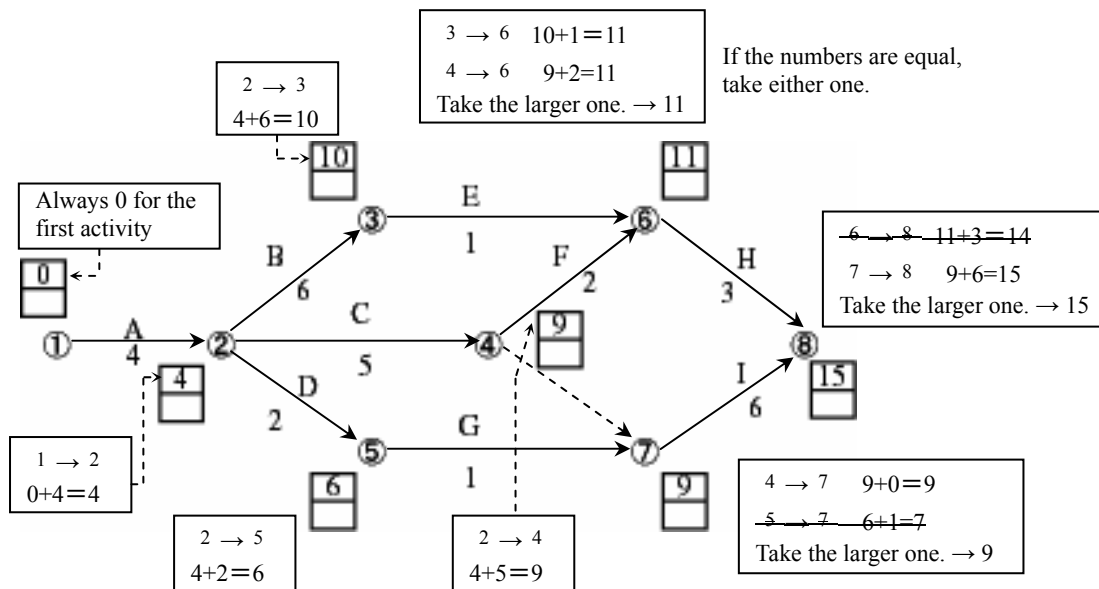 3 → 6 10+1＝11
4 → 6 9+2=11
Take the larger one. → 11
If the numbers are equal,
take either one.
2 → 3
4+6＝10
10
11
Always 0 for the
first activity
0
③
E
1
⑥
B
6
F
2
H
3
6 → 8 11+3＝14
7 → 8 9+6=15
Take the larger one. → 15
①
A
4
②
C
5
④
9
⑧
4
D
2
I
6
15
1 → 2
0+4＝4
⑤
G
1
⑦
6
9
4 → 7 9+0＝9
5 → 7 6+1=7
Take the larger one. → 9
2 → 5
4+2＝6
2 → 4
4+5＝9